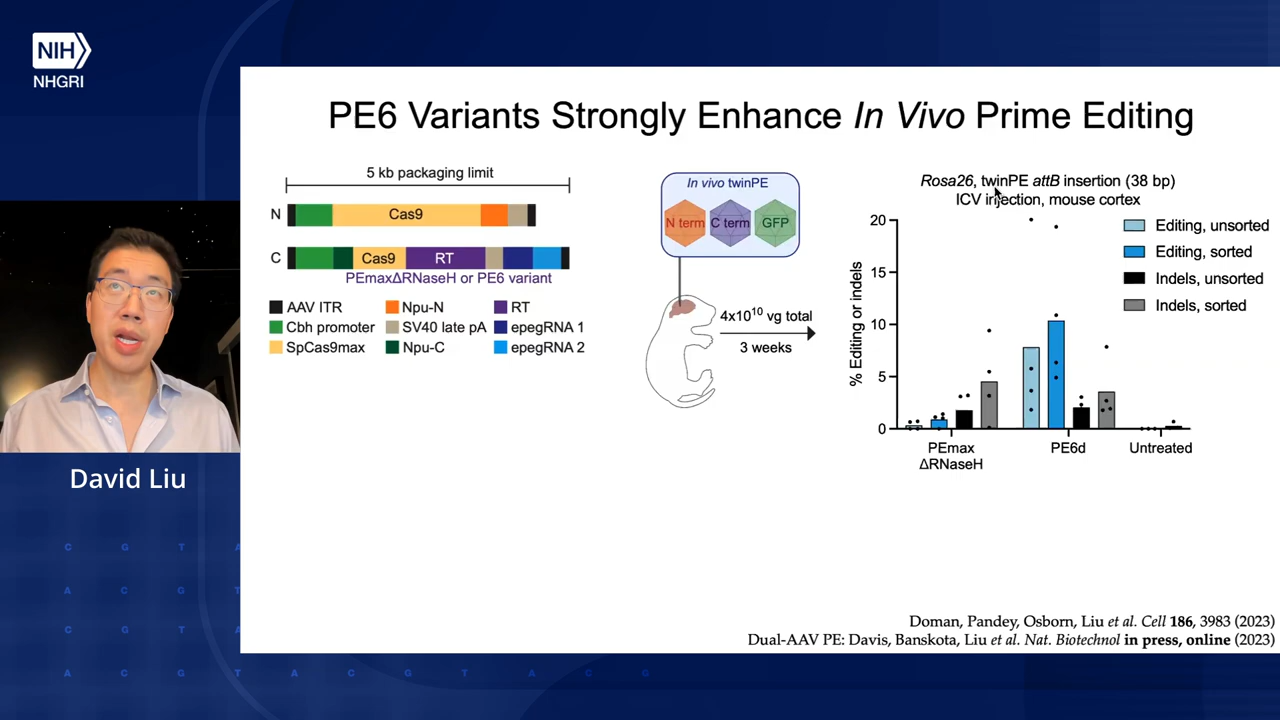 NIH
NHGRI
PE6 Variants Strongly Enhance In Vivo Prime Editing
5 kb packaging limit
N
Cas9
C
Cas9
RT
PEmaxΔRNaseH or PE6 variant
AAV ITR
Npu-N
RT
Cbh promoter
SV40 late pA
epegRNA 1
SpCas9max
Npu-C
epegRNA 2
In vivo twinPE
N term
C term
GFP
4x10¹⁰ vg total
3 weeks
Rosa26, twinPE attB insertion (38 bp)
ICV injection, mouse cortex
% Editing or indels
20
15
10
5
0
Editing, unsorted
Editing, sorted
Indels, unsorted
Indels, sorted
PEmax
ΔRNaseH
PE6d
Untreated
David Liu
C G T A
A C G T
C G T A
A C G T A C G T A C G
Doman, Pandey, Osborn, Liu et al. Cell 186, 3983 (2023)
Dual-AAV PE: Davis, Banskota, Liu et al. Nat. Biotechnol in press, online (2023)